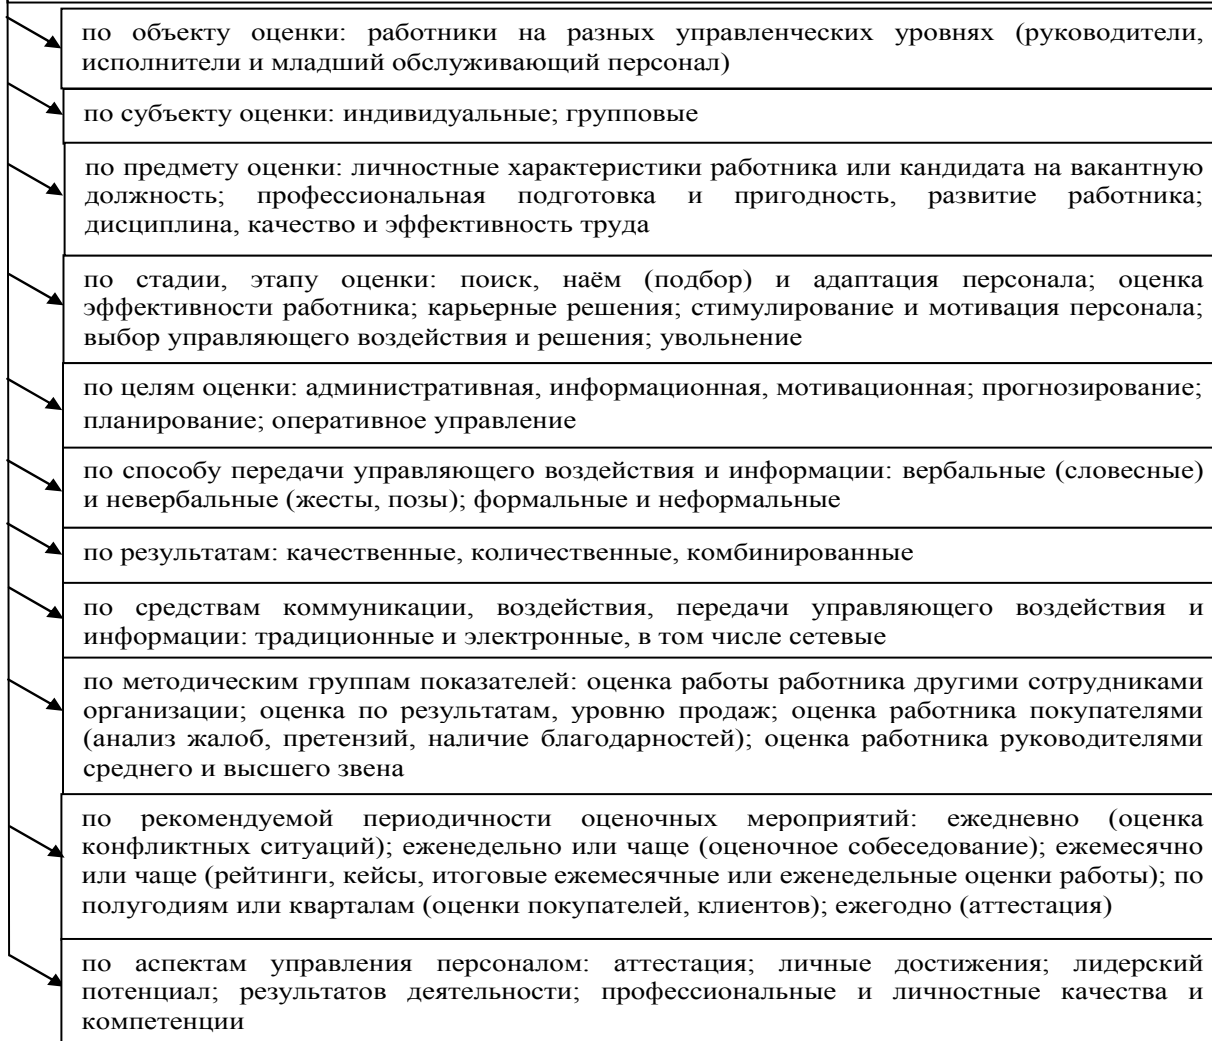 по объекту оценки: работники на разных управленческих уровнях (руководители,
исполнители и младший обслуживающий персонал)
по субъекту оценки: индивидуальные; групповые
по предмету оценки: личностные характеристики работника или кандидата на вакантную
должность; профессиональная подготовка и пригодность, развитие работника;
дисциплина, качество и эффективность труда
по стадии, этапу оценки: поиск, наём (подбор) и адаптация персонала; оценка
эффективности работника; карьерные решения; стимулирование и мотивация персонала;
выбор управляющего воздействия и решения; увольнение
по целям оценки: административная, информационная, мотивационная; прогнозирование;
планирование; оперативное управление
по способу передачи управляющего воздействия и информации: вербальные (словесные)
и невербальные (жесты, позы); формальные и неформальные
по результатам: качественные, количественные, комбинированные
по средствам коммуникации, воздействия, передачи управляющего воздействия и
информации: традиционные и электронные, в том числе сетевые
по методическим группам показателей: оценка работы работника другими сотрудниками
организации; оценка по результатам, уровню продаж; оценка работника покупателями
(анализ жалоб, претензий, наличие благодарностей); оценка работника руководителями
среднего и высшего звена
по рекомендуемой периодичности оценочных мероприятий: ежедневно (оценка
конфликтных ситуаций); еженедельно или чаще (оценочное собеседование); ежемесячно
или чаще (рейтинги, кейсы, итоговые ежемесячные или еженедельные оценки работы); по
полугодиям или кварталам (оценки покупателей, клиентов); ежегодно (аттестация)
по аспектам управления персоналом: аттестация; личные достижения; лидерский
потенциал; результатов деятельности; профессиональные и личностные качества и
компетенции